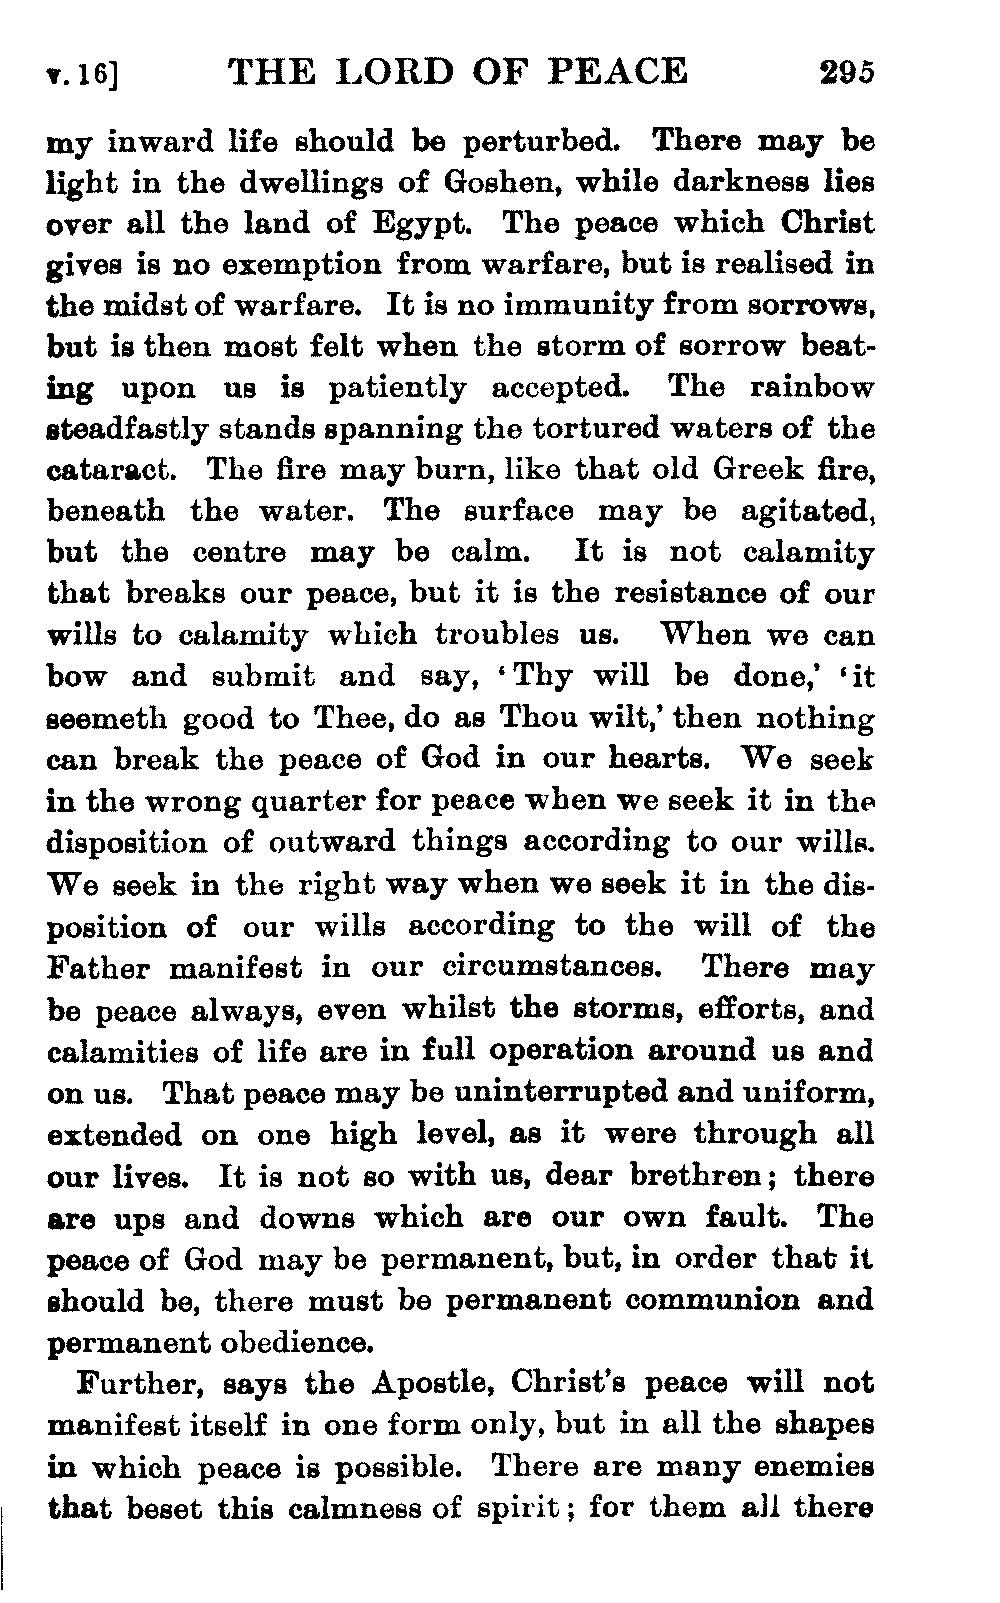 v. 16] THE LORD OF PEACE 295
my inward life should be perturbed. There may be
light in the dwellings of Goshen, while darkness lies
over all the land of Egypt. The peace which Christ
gives is no exemption from warfare, but is realised in
the midst of warfare. It is no immunity from sorrows,
but is then most felt when the storm of sorrow beat-
ing upon us is patiently accepted. The rainbow
steadfastly stands spanning the tortured waters of the
cataract. The fire may burn, like that old Greek fire,
beneath the water. The surface may be agitated,
but the centre may be calm. It is not calamity
that breaks our peace, but it is the resistance of our
wills to calamity which troubles us. When we can
bow and submit and say, ‘Thy will be done,’ ‘it
seemeth good to Thee, do as Thou wilt,’ then nothing
can break the peace of God in our hearts. We seek
in the wrong quarter for peace when we seek it in the
disposition of outward things according to our wills.
We seek in the right way when we seek it in the dis-
position of our wills according to the will of the
Father manifest in our circumstances. There may
be peace always, even whilst the storms, efforts, and
calamities of life are in full operation around us and
on us. That peace may be uninterrupted and uniform,
extended on one high level, as it were through all
our lives. It is not so with us, dear brethren; there
are ups and downs which are our own fault. The
peace of God may be permanent, but, in order that it
should be, there must be permanent communion and
permanent obedience.
Further, says the Apostle, Christ's peace will not
manifest itself in one form only, but in all the shapes
in which peace is possible. There are many enemies
that beset this calmness of spirit; for them all there